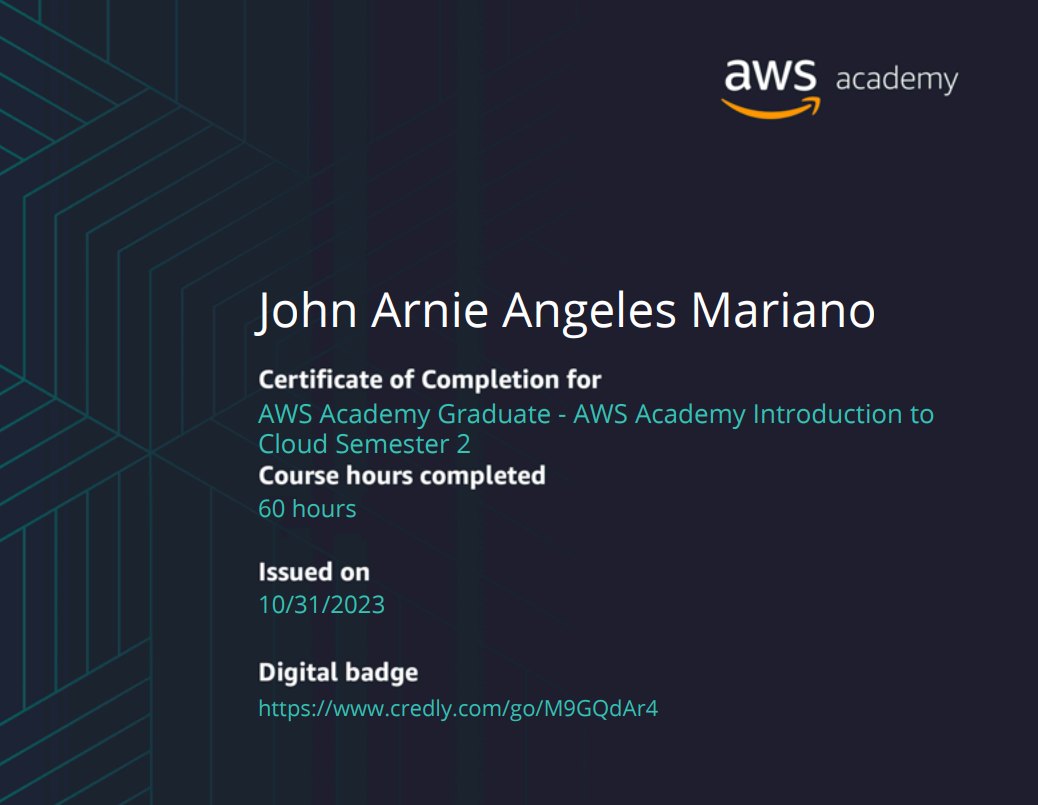 aws academy
John Arnie Angeles Mariano
Certificate of Completion for
AWS Academy Graduate - AWS Academy Introduction to
Cloud Semester 2
Course hours completed
60 hours
Issued on
10/31/2023
Digital badge
https://www.credly.com/go/M9GQdAr4